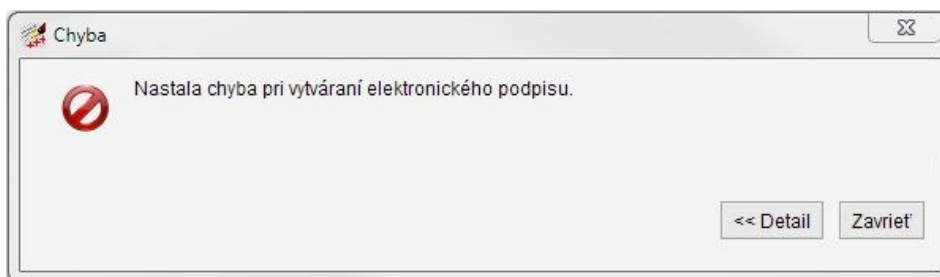 Chyba
Nastala chyba pri vytváraní elektronického podpisu.
<< Detail
Zavrieť